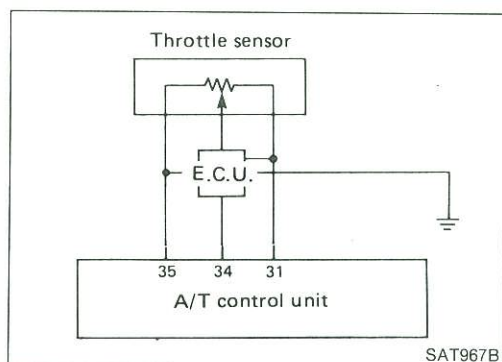 Throttle sensor
E.C.U.
35 34 31
A/T control unit
SAT967B